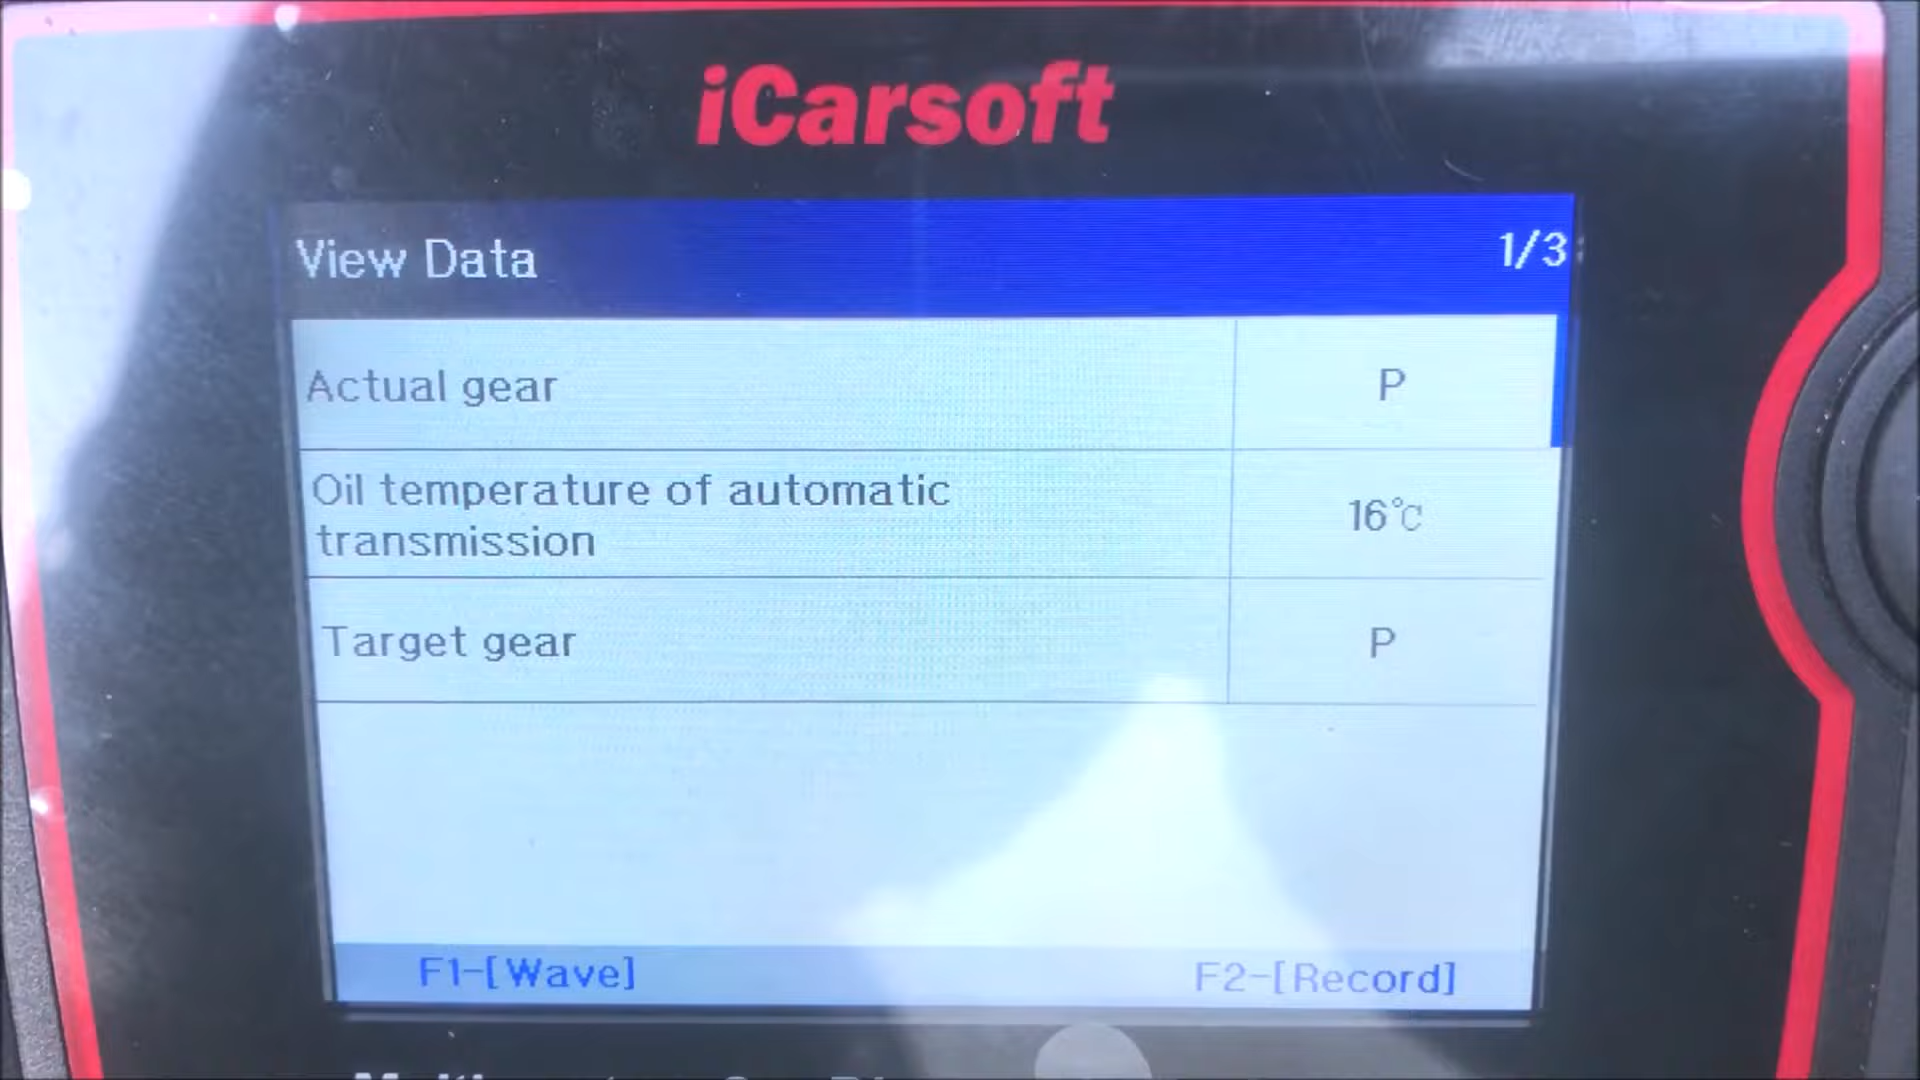 iCarsoft
View Data
1/3
Actual gear
P
Oil temperature of automatic
transmission
16℃
Target gear
P
F1-[Wave]
F2-[Record]